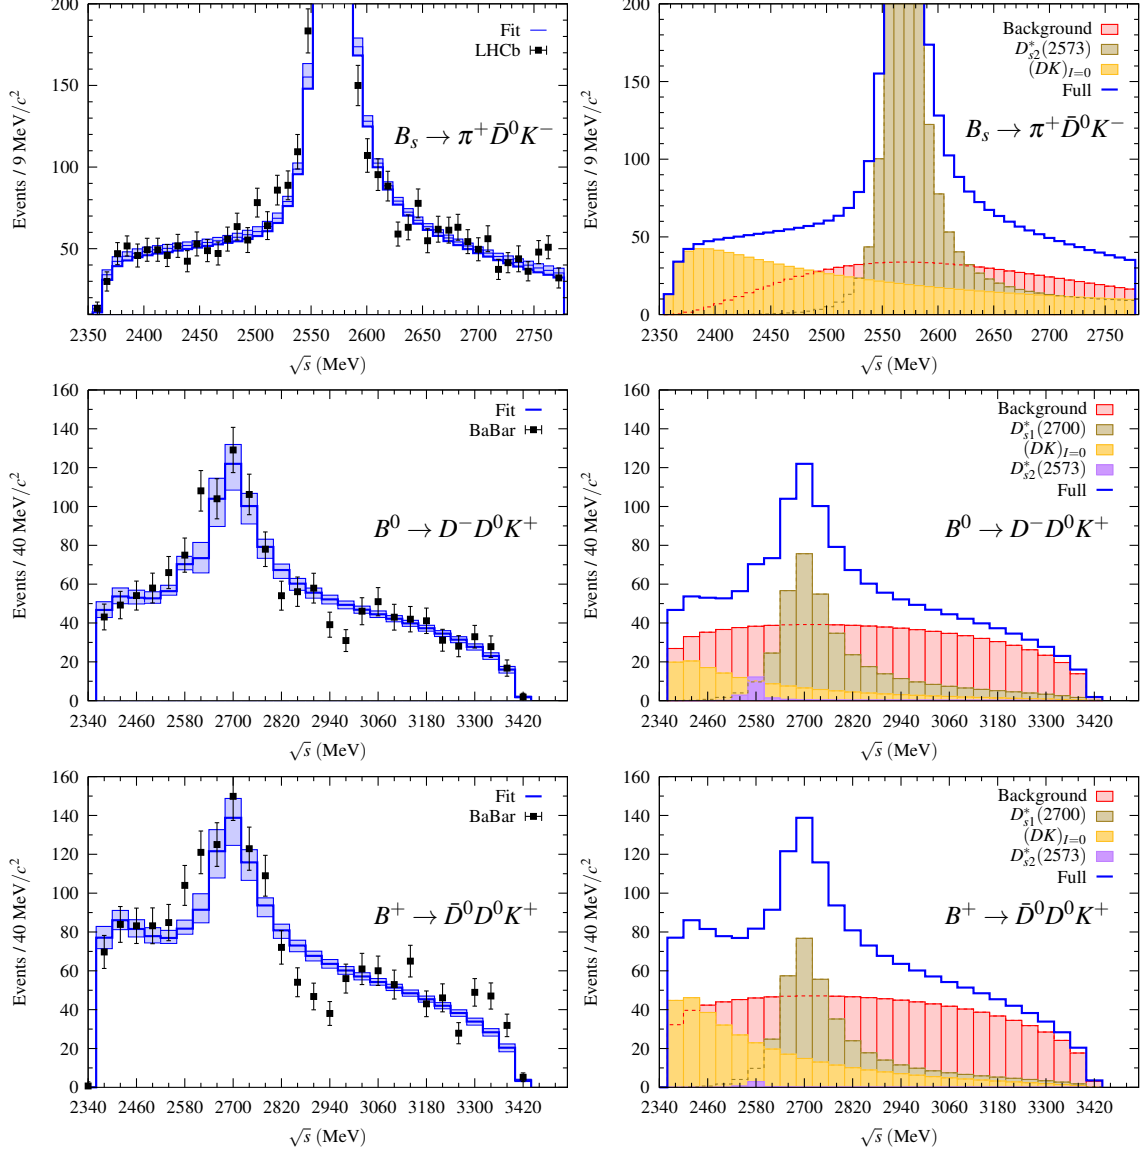 200
150
100
50
2350 2400 2450 2500 2550 2600 2650 2700 2750
Events / 9 MeV/c²
√s (MeV)
Fit
LHCb
Bₛ → π⁺D̄⁰K⁻
200
150
100
50
0
2350 2400 2450 2500 2550 2600 2650 2700 2750
Events / 9 MeV/c²
√s (MeV)
Background
D*ₛ₂(2573)
(DK)_{I=0}
Full
Bₛ → π⁺D̄⁰K⁻
160
140
120
100
80
60
40
20
0
2340 2460 2580 2700 2820 2940 3060 3180 3300 3420
Events / 40 MeV/c²
√s (MeV)
Fit
BaBar
B⁰ → D⁻D⁰K⁺
160
140
120
100
80
60
40
20
0
2340 2460 2580 2700 2820 2940 3060 3180 3300 3420
Events / 40 MeV/c²
√s (MeV)
Background
D*ₛ₁(2700)
(DK)_{I=0}
D*ₛ₂(2573)
Full
B⁰ → D⁻D⁰K⁺
160
140
120
100
80
60
40
20
0
2340 2460 2580 2700 2820 2940 3060 3180 3300 3420
Events / 40 MeV/c²
√s (MeV)
Fit
BaBar
B⁺ → D̄⁰D⁰K⁺
160
140
120
100
80
60
40
20
0
2340 2460 2580 2700 2820 2940 3060 3180 3300 3420
Events / 40 MeV/c²
√s (MeV)
Background
D*ₛ₁(2700)
(DK)_{I=0}
D*ₛ₂(2573)
Full
B⁺ → D̄⁰D⁰K⁺